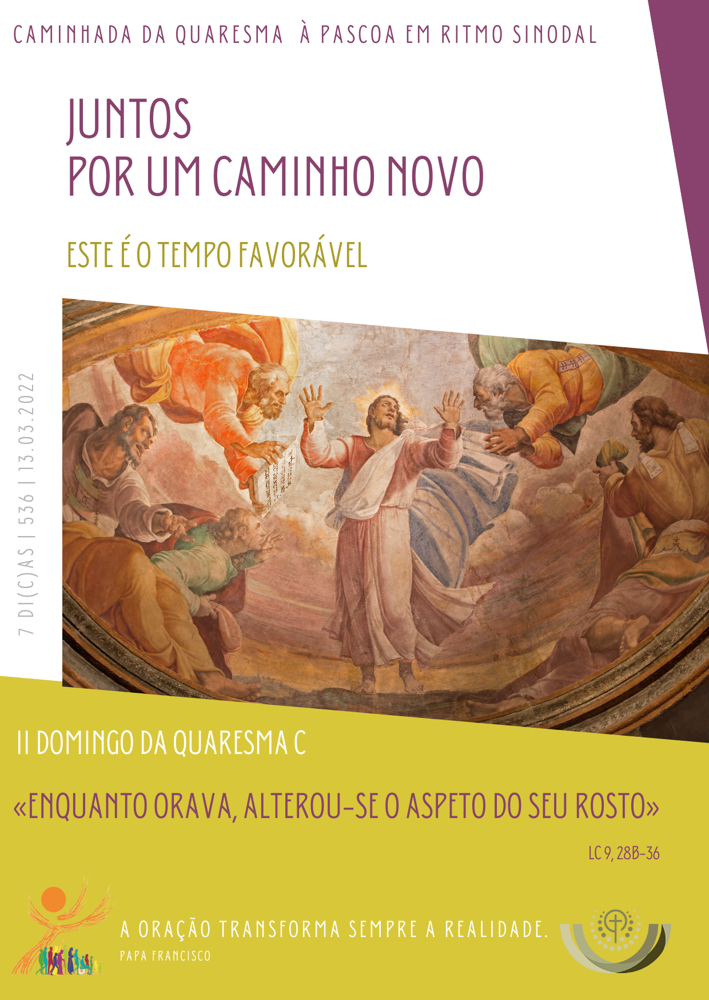 CAMINHADA DA QUARESMA À PASCOA EM RITMO SINODAL
JUNTOS
POR UM CAMINHO NOVO
ESTE É O TEMPO FAVORÁVEL
7 DI(C)AS | 536 | 13.03.2022
II DOMINGO DA QUARESMA C
«ENQUANTO ORAVA, ALTEROU-SE O ASPETO DO SEU ROSTO»
LC 9, 28B-36
A ORAÇÃO TRANSFORMA SEMPRE A REALIDADE.
PAPA FRANCISCO